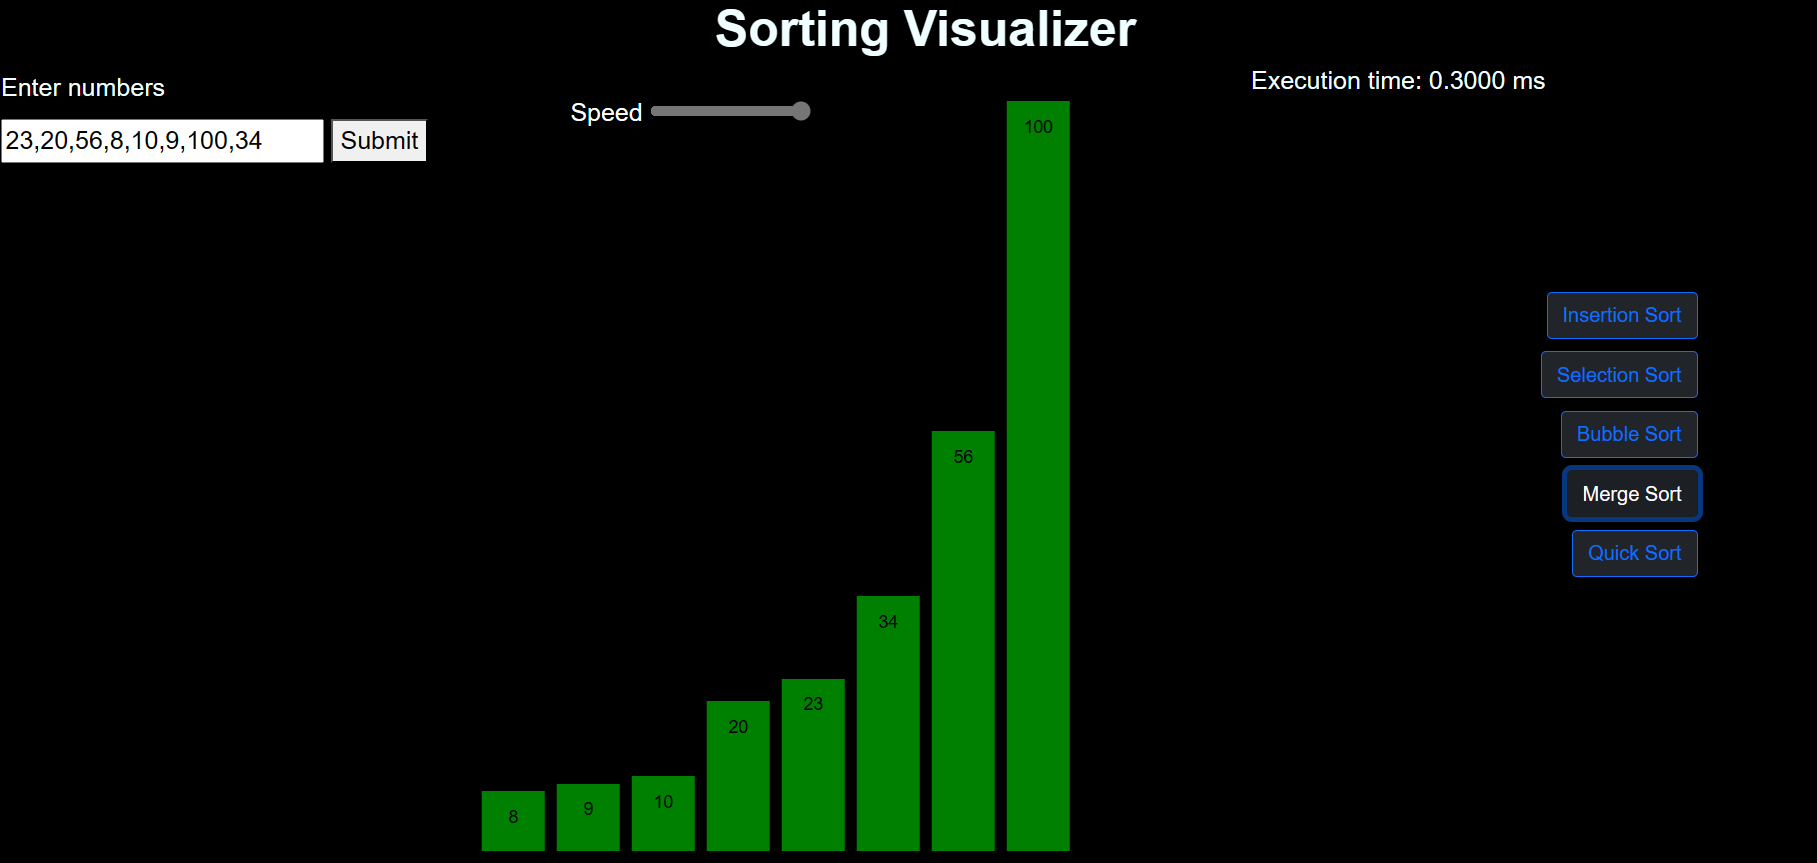 Sorting Visualizer
Enter numbers
23,20,56,8,10,9,100,34
Submit
Speed
Execution time: 0.3000 ms
Insertion Sort
Selection Sort
Bubble Sort
Merge Sort
Quick Sort
8
9
10
20
23
34
56
100